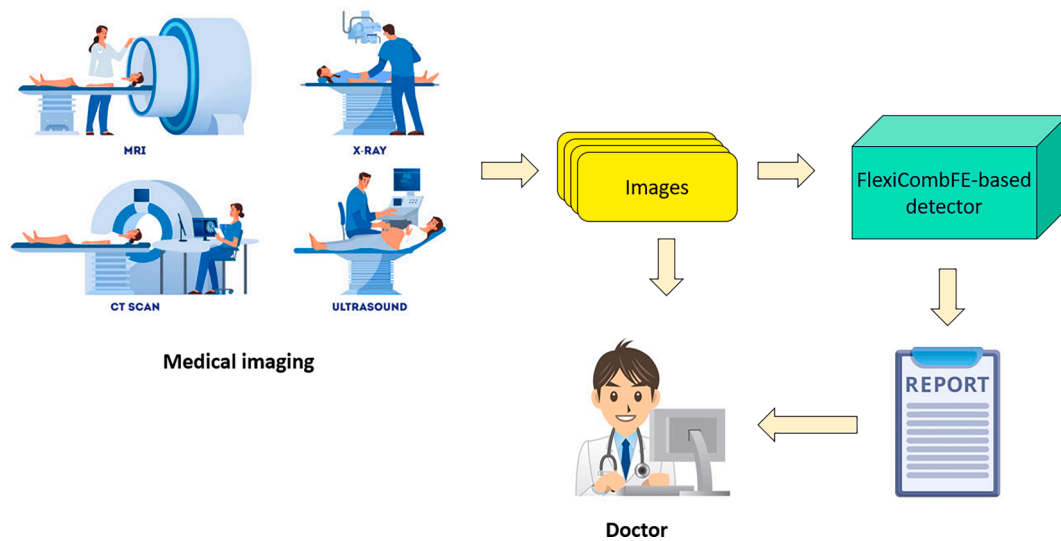 MRI
X-RAY
CT SCAN
ULTRASOUND
Medical imaging
Images
FlexiCombFE-based
detector
REPORT
Doctor